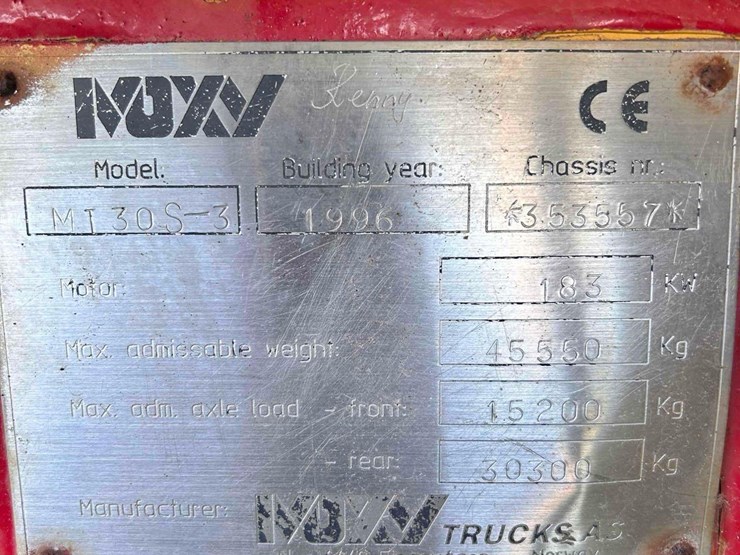 MOXY Renny CE
Model: Building year: Chassis nr.:
MT30S-3 1996 *353557*
Motor: 183 KW
Max. admissable weight: 45550 Kg
Max. adm. axle load - front: 15200 Kg
- rear: 30300 Kg
Manufacturer: MOXY TRUCKS A.S